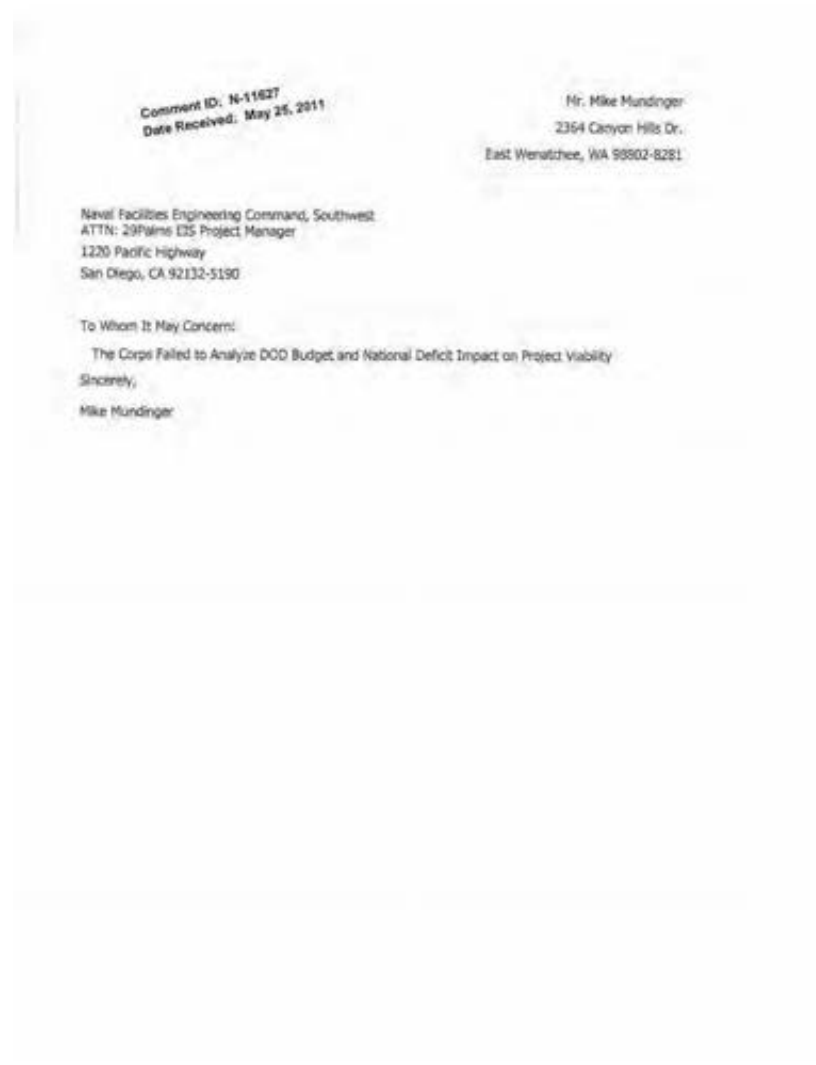 Comment ID: N-11627
Date Received: May 26, 2011
Mr. Mike Mundinger
2364 Canyon Hills Dr.
East Wenatchee, WA 98802-8281
Naval Facilities Engineering Command, Southwest
ATTN: 29Palms EIS Project Manager
1220 Pacific Highway
San Diego, CA 92132-5190
To Whom It May Concern:
The Corps Failed to Analyze DOD Budget and National Deficit Impact on Project Viability
Sincerely,
Mike Mundinger